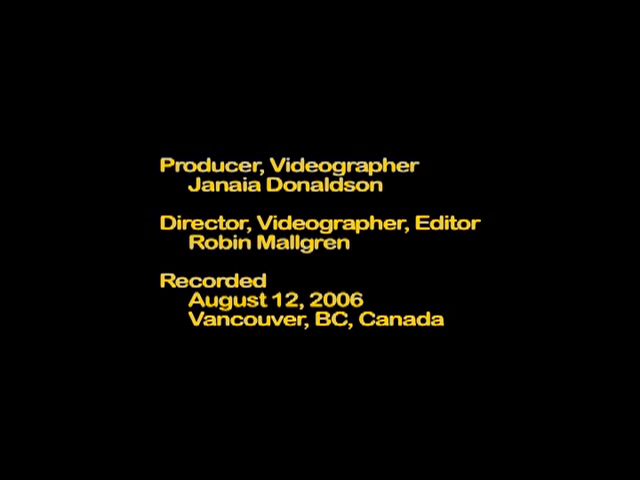 Producer, Videographer
Janaia Donaldson
Director, Videographer, Editor
Robin Mallgren
Recorded
August 12, 2006
Vancouver, BC, Canada